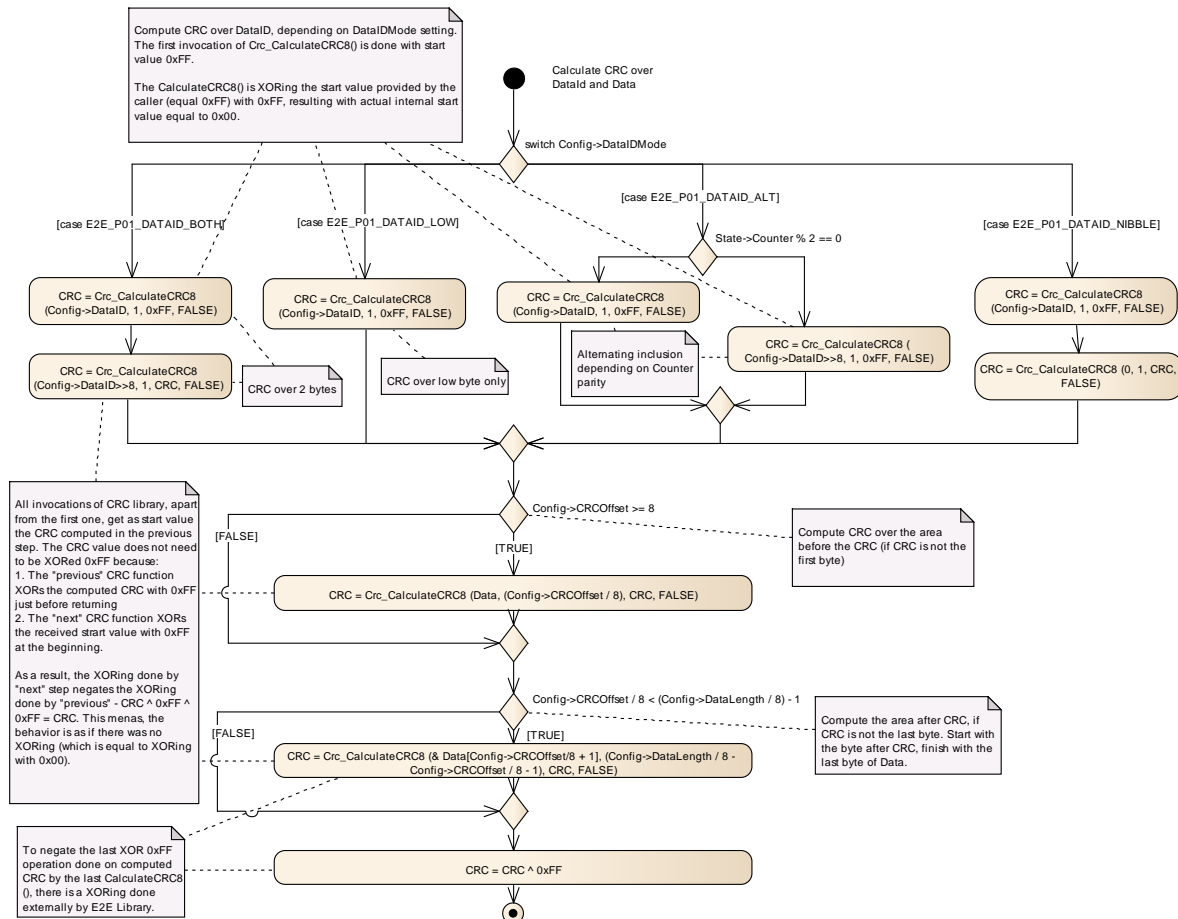 Compute CRC over DataID, depending on DataIDMode setting.
The first invocation of Crc_CalculateCRC8() is done with start
value 0xFF.
The CalculateCRC8() is XORing the start value provided by the
caller (equal 0xFF) with 0xFF, resulting with actual internal start
value equal to 0x00.
Calculate CRC over
DataId and Data
switch Config->DataIDMode
[case E2E_P01_DATAID_BOTH]
[case E2E_P01_DATAID_LOW]
[case E2E_P01_DATAID_ALT]
[case E2E_P01_DATAID_NIBBLE]
State->Counter % 2 == 0
CRC = Crc_CalculateCRC8
(Config->DataID, 1, 0xFF, FALSE)
CRC = Crc_CalculateCRC8
(Config->DataID, 1, 0xFF, FALSE)
CRC = Crc_CalculateCRC8
(Config->DataID, 1, 0xFF, FALSE)
CRC = Crc_CalculateCRC8
(Config->DataID, 1, 0xFF, FALSE)
CRC = Crc_CalculateCRC8
(Config->DataID>>8, 1, CRC, FALSE)
CRC over 2 bytes
CRC over low byte only
Alternating inclusion
depending on Counter
parity
CRC = Crc_CalculateCRC8 (
Config->DataID>>8, 1, 0xFF, FALSE)
CRC = Crc_CalculateCRC8 (0, 1, CRC,
FALSE)
All invocations of CRC library, apart
from the first one, get as start value
the CRC computed in the previous
step. The CRC value does not need
to be XORed 0xFF because:
1. The "previous" CRC function
XORs the computed CRC with 0xFF
just before returning
2. The "next" CRC function XORs
the received strart value with 0xFF
at the beginning.
As a result, the XORing done by
"next" step negates the XORing
done by "previous" - CRC ^ 0xFF ^
0xFF = CRC. This menas, the
behavior is as if there was no
XORing (which is equal to XORing
with 0x00).
Config->CRCOffset >= 8
[FALSE]
[TRUE]
Compute CRC over the area
before the CRC (if CRC is not the
first byte)
CRC = Crc_CalculateCRC8 (Data, (Config->CRCOffset / 8), CRC, FALSE)
Config->CRCOffset / 8 < (Config->DataLength / 8) - 1
[FALSE]
[TRUE]
Compute the area after CRC, if
CRC is not the last byte. Start with
the byte after CRC, finish with the
last byte of Data.
CRC = Crc_CalculateCRC8 (& Data[Config->CRCOffset/8 + 1], (Config->DataLength / 8 -
Config->CRCOffset / 8 - 1), CRC, FALSE)
To negate the last XOR 0xFF
operation done on computed
CRC by the last CalculateCRC8
(), there is a XORing done
externally by E2E Library.
CRC = CRC ^ 0xFF